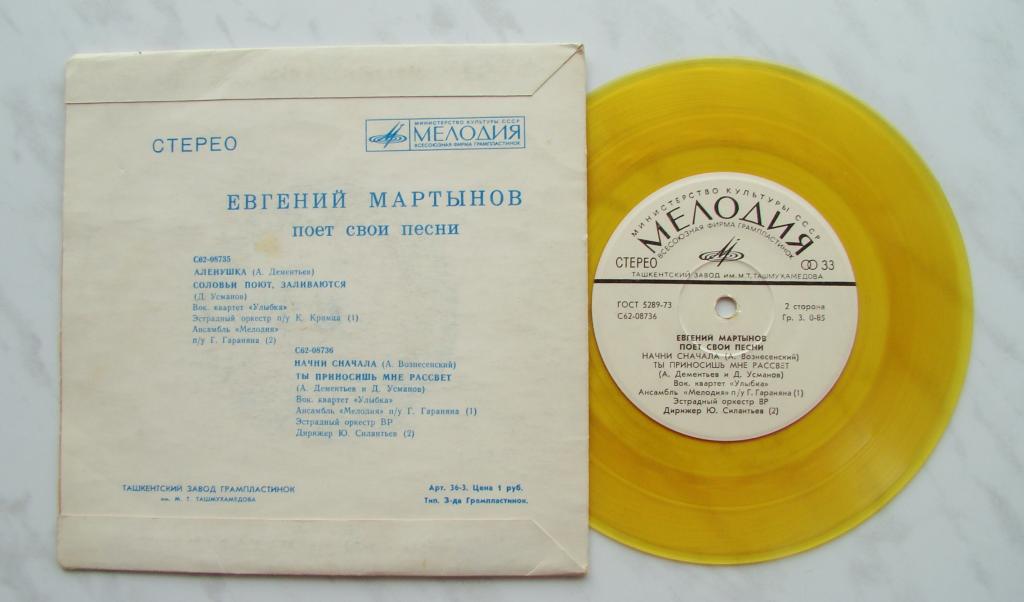 СТЕРЕО
МИНИСТЕРСТВО КУЛЬТУРЫ СССР
МЕЛОДИЯ
ВСЕСОЮЗНАЯ ФИРМА ГРАМПЛАСТИНОК
ЕВГЕНИЙ МАРТЫНОВ
ПОЕТ СВОИ ПЕСНИ
С62-08735
АЛЕНУШКА (А. Дементьев)
СОЛОВЬИ ПОЮТ, ЗАЛИВАЮТСЯ
(Д. Усманов)
Вок. квартет «Улыбка»
Эстрадный оркестр п/у К. Кримца (1)
Ансамбль «Мелодия»
п/у Г. Гараняна (2)
С62-08736
НАЧНИ СНАЧАЛА (А. Вознесенский)
ТЫ ПРИНОСИШЬ МНЕ РАССВЕТ
(А. Дементьев и Д. Усманов)
Вок. квартет «Улыбка»
Ансамбль «Мелодия» п/у Г. Гараняна (1)
Эстрадный оркестр ВР
Дирижер Ю. Силантьев (2)
ТАШКЕНТСКИЙ ЗАВОД ГРАМПЛАСТИНОК
им. М. Т. ТАШМУХАМЕДОВА
Арт. 36-3. Цена 1 руб.
Тип. З-да Грампластинок.
МИНИСТЕРСТВО КУЛЬТУРЫ СССР
МЕЛОДИЯ
ВСЕСОЮЗНАЯ ФИРМА ГРАМПЛАСТИНОК
СТЕРЕО
33
ТАШКЕНТСКИЙ ЗАВОД ИМ. М. Т. ТАШМУХАМЕДОВА
ГОСТ 5289-73
2 сторона
С62-08736
Гр. 3. 0-85
ЕВГЕНИЙ МАРТЫНОВ
ПОЕТ СВОИ ПЕСНИ
НАЧНИ СНАЧАЛА (А. Вознесенский)
ТЫ ПРИНОСИШЬ МНЕ РАССВЕТ
(А. Дементьев и Д. Усманов)
Вок. квартет «Улыбка»
Ансамбль «Мелодия» п/у Г. Гараняна (1)
Эстрадный оркестр ВР
Дирижер Ю. Силантьев (2)